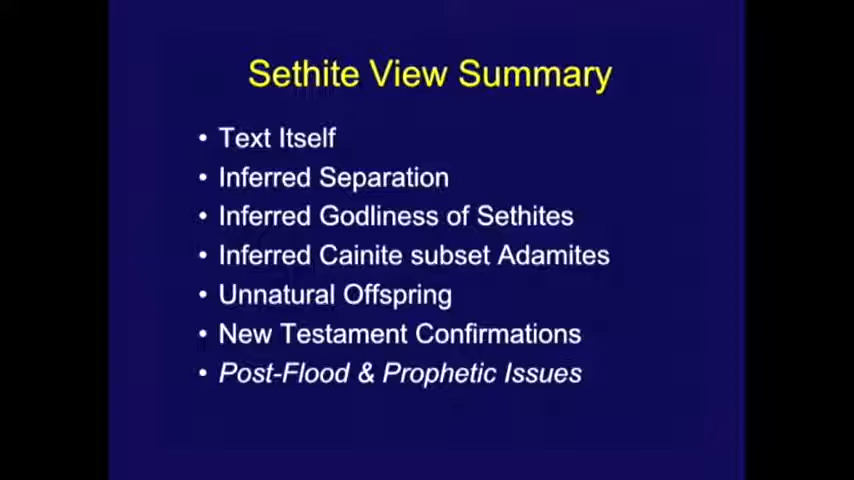 Sethite View Summary
• Text Itself
• Inferred Separation
• Inferred Godliness of Sethites
• Inferred Cainite subset Adamites
• Unnatural Offspring
• New Testament Confirmations
• Post-Flood & Prophetic Issues